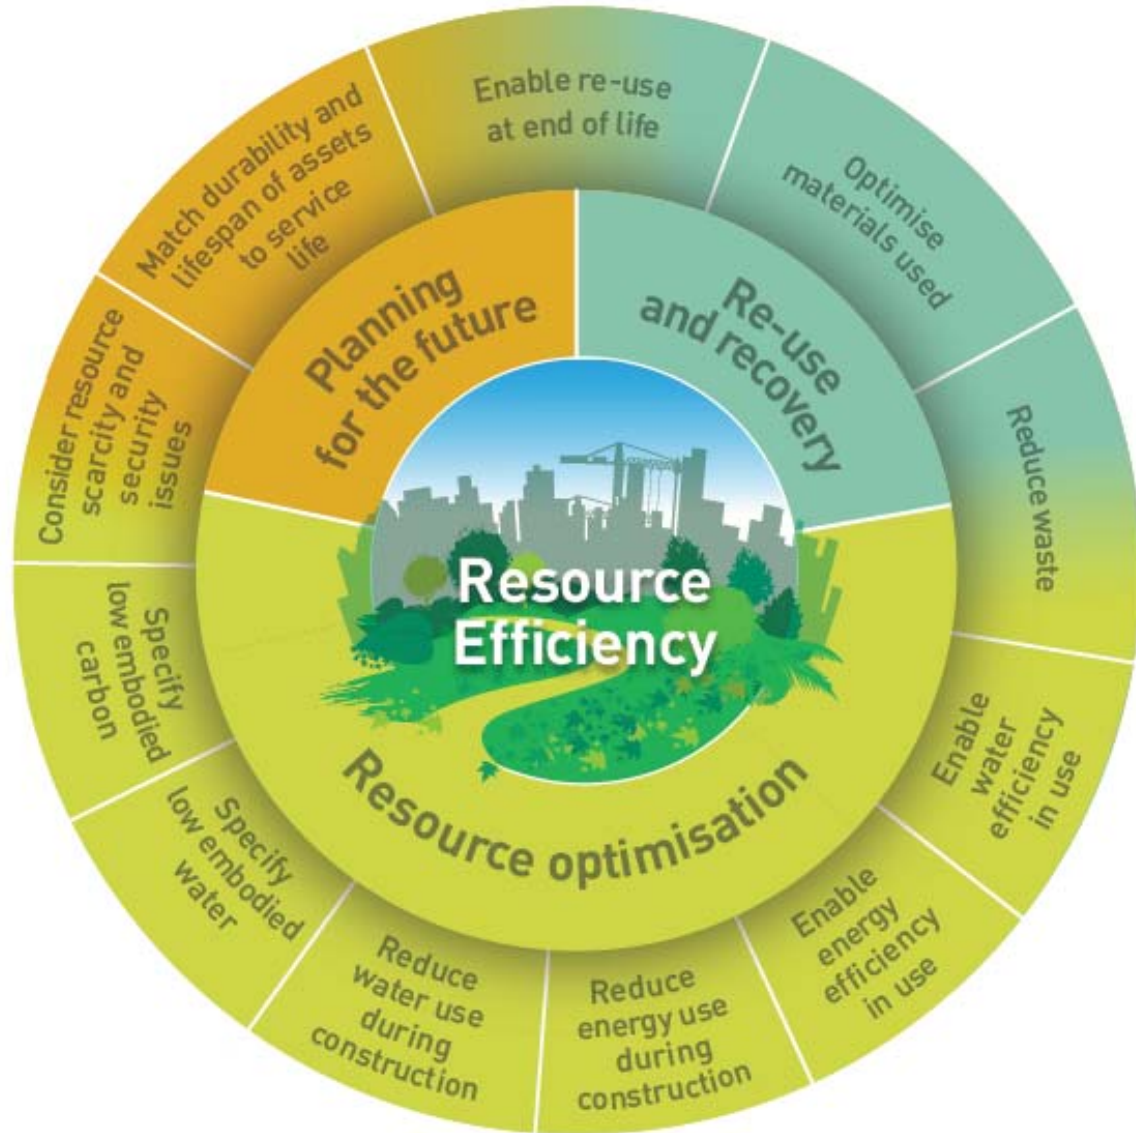 Enable re-use
at end of life
Optimise
materials used
Reduce waste
Enable
water
efficiency
in use
Enable
energy
efficiency
in use
Reduce
energy use
during
construction
Reduce
water use
during
construction
Specify
low embodied
water
Specify
low embodied
carbon
Consider resource
scarcity and
security
issues
Match durability and
lifespan of assets
to service
life
Planning
for the future
Re-use
and recovery
Resource optimisation
Resource
Efficiency